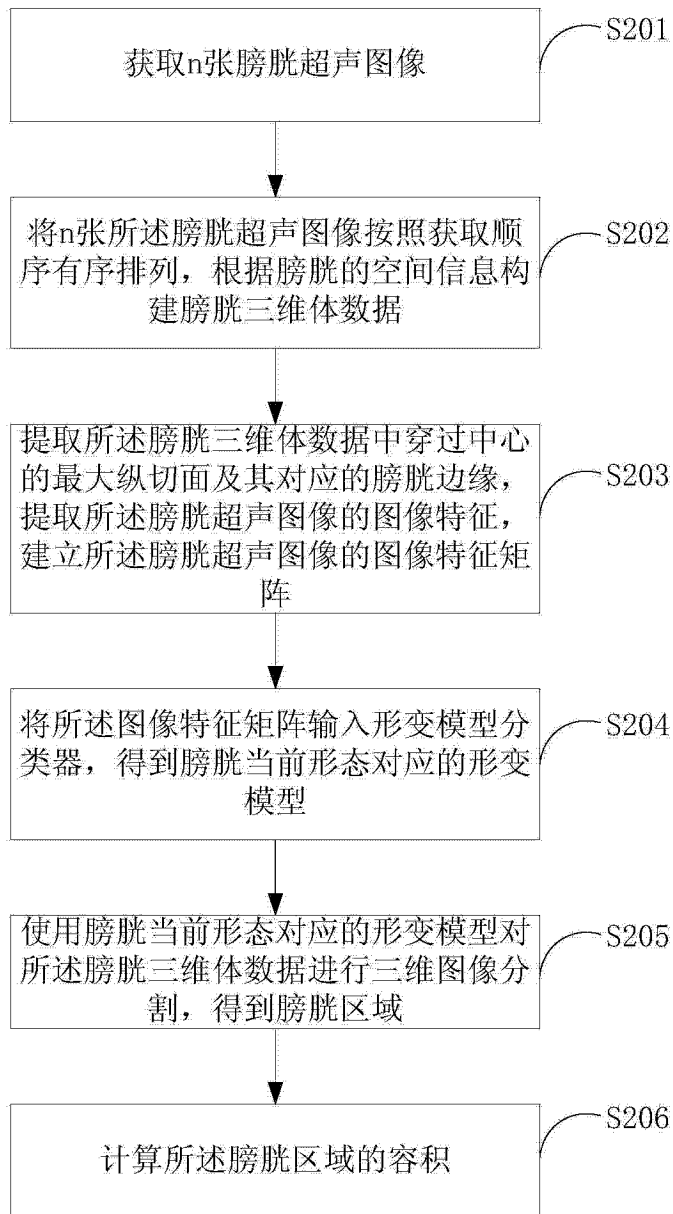 获取n张膀胱超声图像
S201
将n张所述膀胱超声图像按照获取顺
序有序排列，根据膀胱的空间信息构
建膀胱三维体数据
S202
提取所述膀胱三维体数据中穿过中心
的最大纵切面及其对应的膀胱边缘，
提取所述膀胱超声图像的图像特征，
建立所述膀胱超声图像的图像特征矩
阵
S203
将所述图像特征矩阵输入形变模型分
类器，得到膀胱当前形态对应的形变
模型
S204
使用膀胱当前形态对应的形变模型对
所述膀胱三维体数据进行三维图像分
割，得到膀胱区域
S205
计算所述膀胱区域的容积
S206